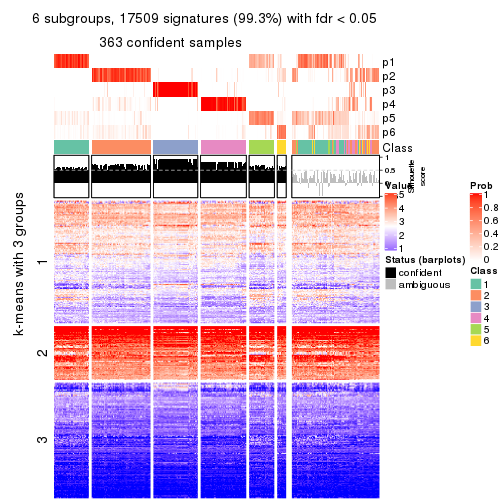 6 subgroups, 17509 signatures (99.3%) with fdr < 0.05
363 confident samples
p1
p2
p3
p4
p5
p6
Class
1
0.5
0
Silhouette
score
k-means with 3 groups
1
2
3
Value
5
4
3
2
1
Status (barplots)
confident
ambiguous
Prob
1
0.8
0.6
0.4
0.2
0
Class
1
2
3
4
5
6